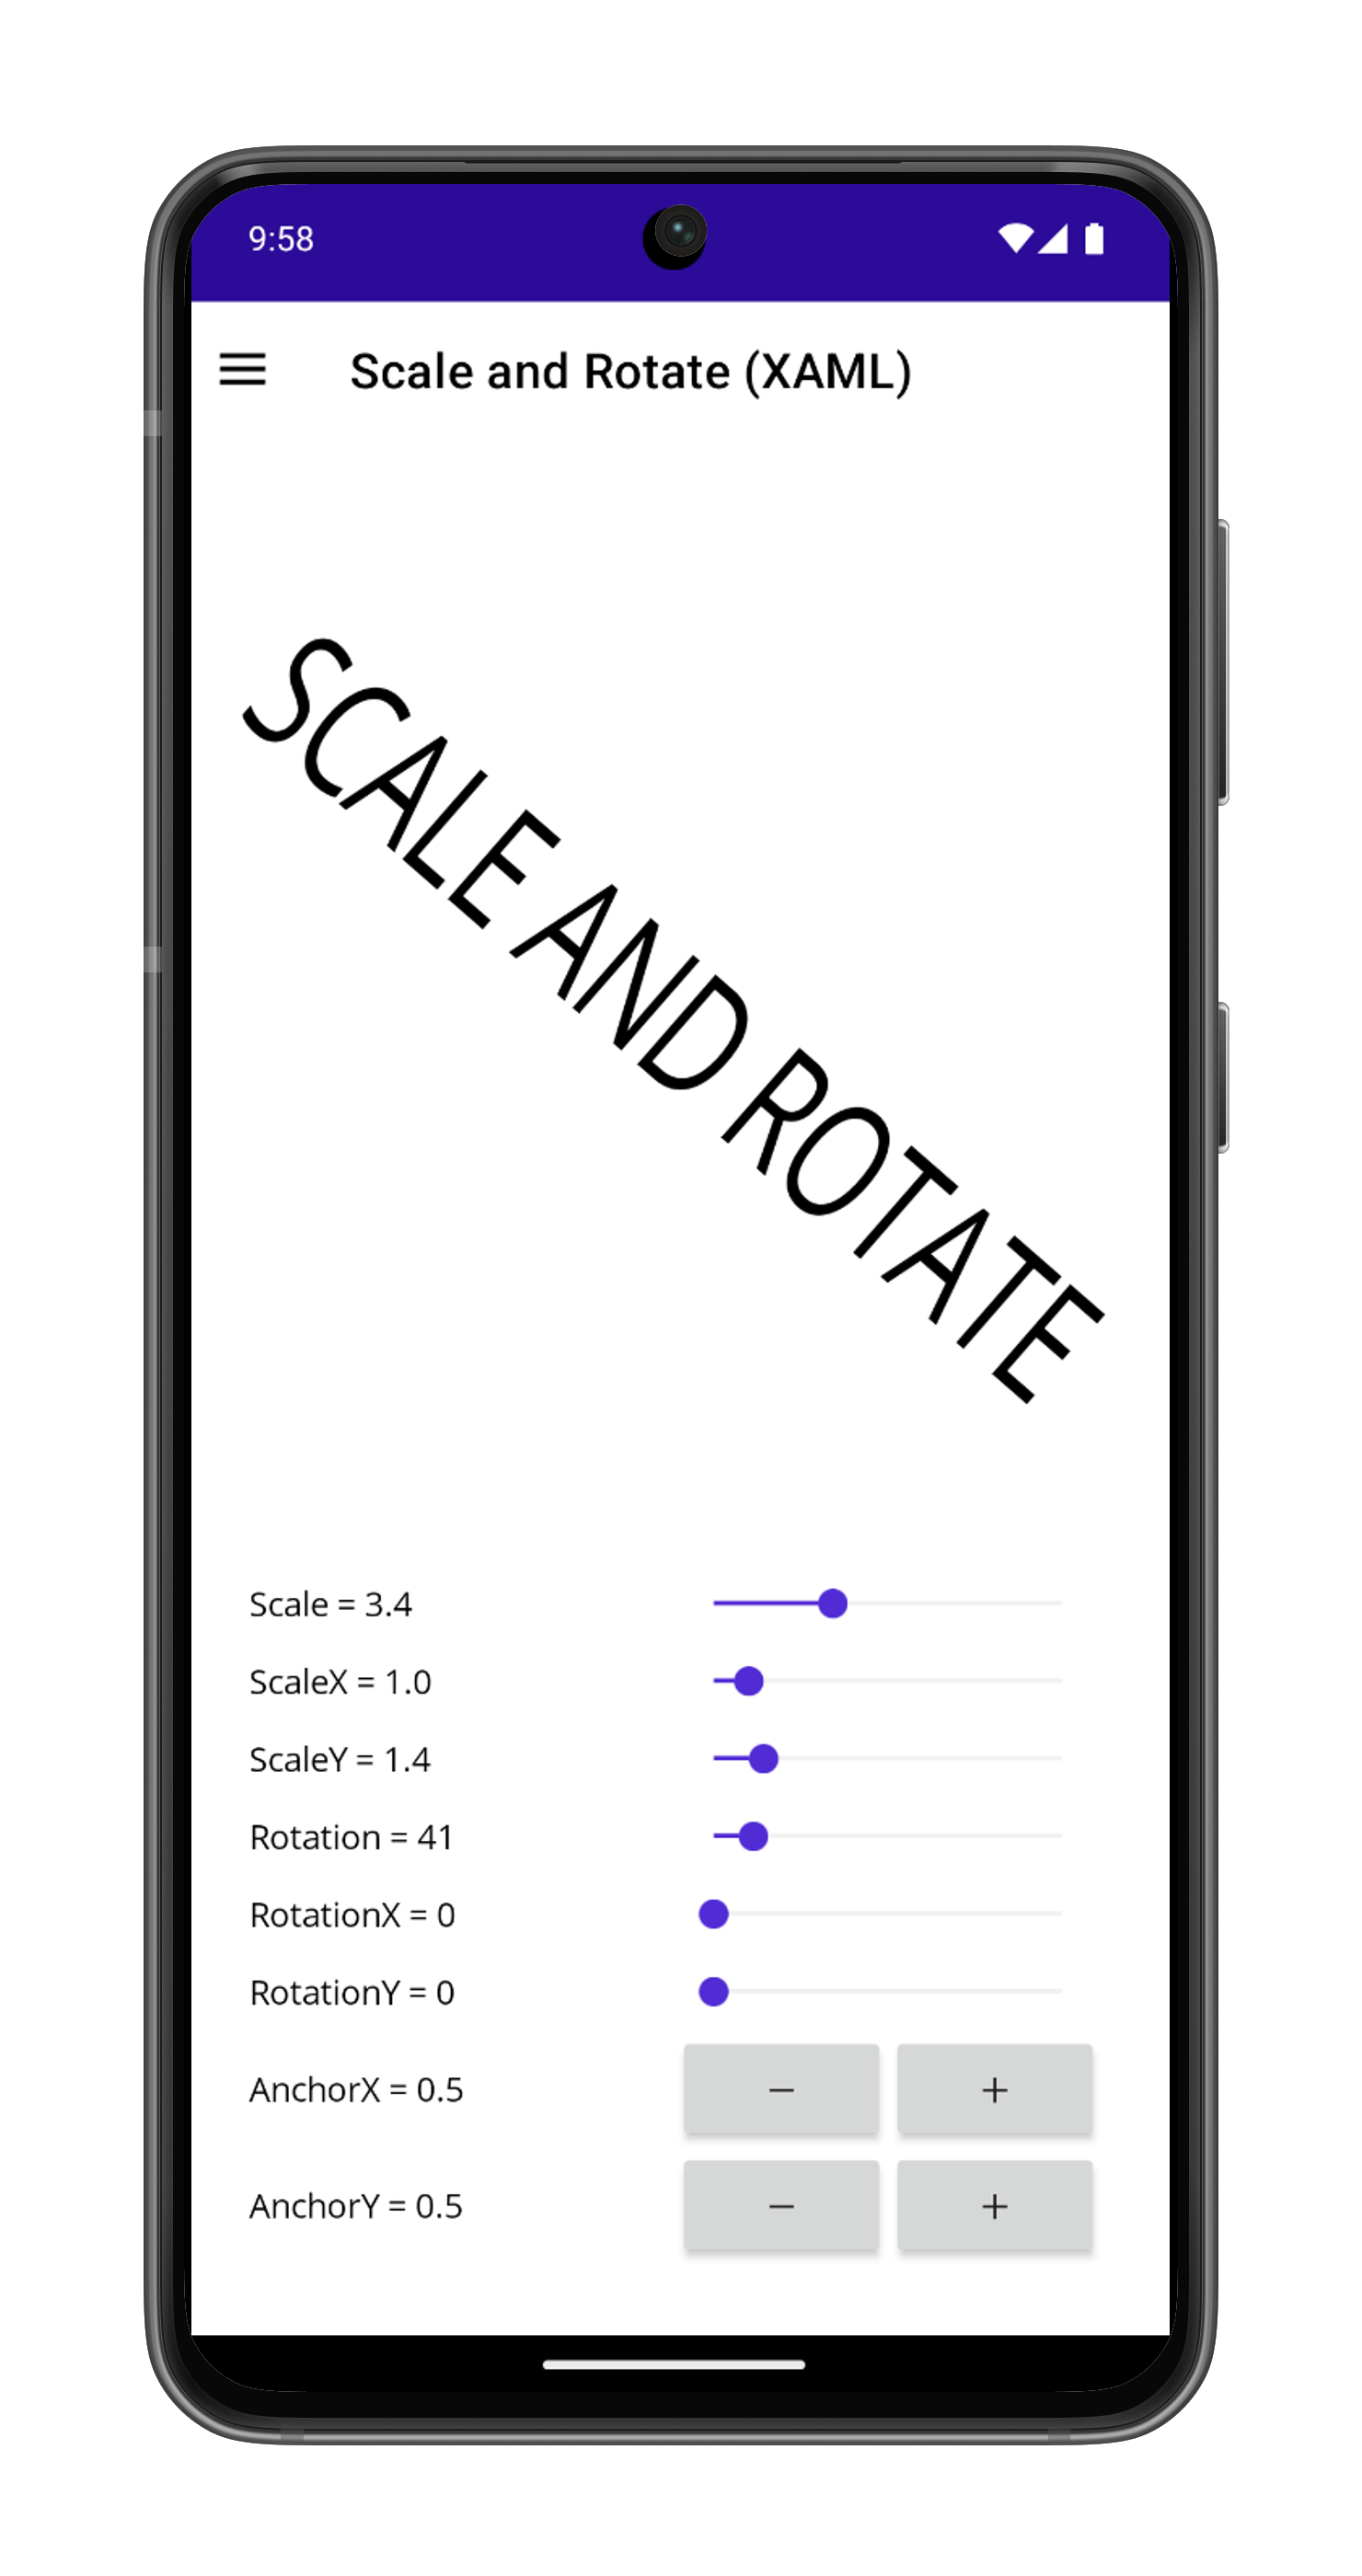 9:58
Scale and Rotate (XAML)
SCALE AND ROTATE
Scale = 3.4
ScaleX = 1.0
ScaleY = 1.4
Rotation = 41
RotationX = 0
RotationY = 0
AnchorX = 0.5 − +
AnchorY = 0.5 − +